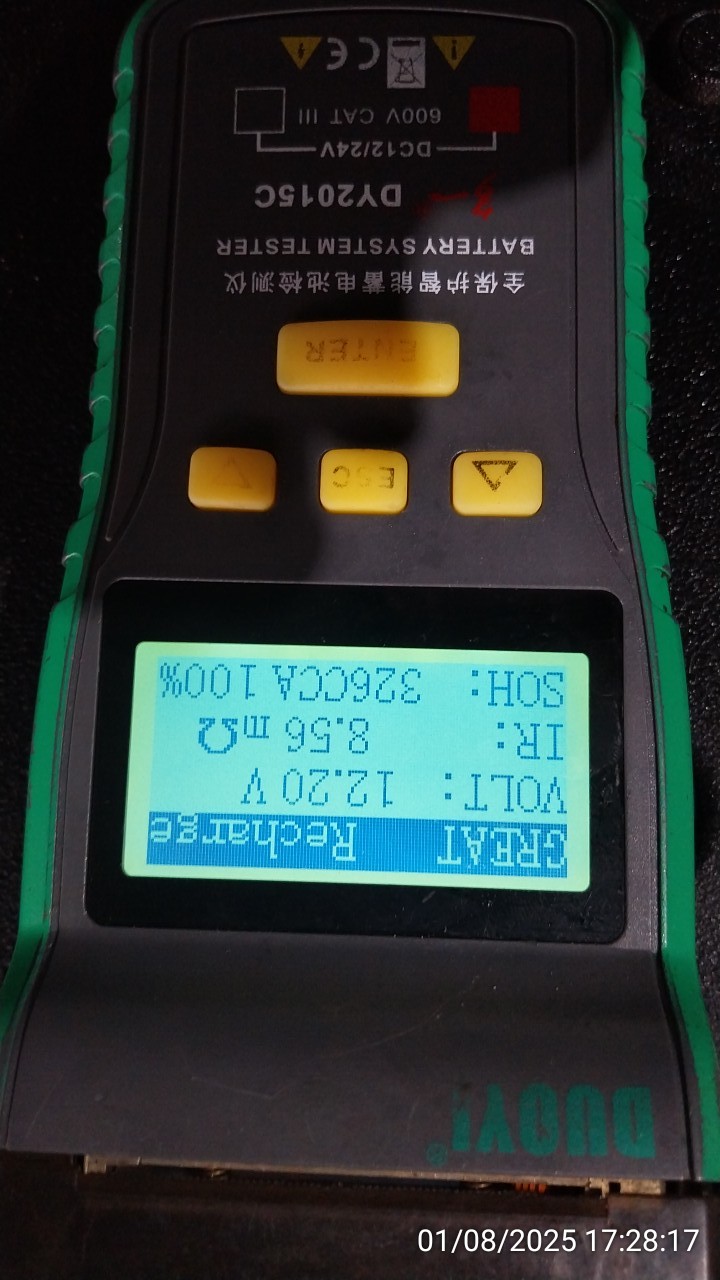 DUOYI®
GREAT Recharge
VOLT: 12.20 V
IR: 8.56 mΩ
SOH: 326CCA 100%
ESC
ENTER
全保护智能蓄电池检测仪
BATTERY SYSTEM TESTER
DY2015C
DC12/24V
600V CAT III
CE
01/08/2025 17:28:17